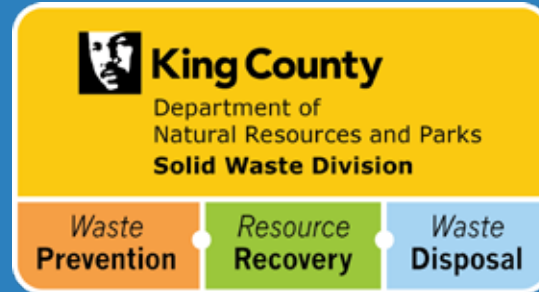 King County
Department of
Natural Resources and Parks
Solid Waste Division
Waste Resource Waste
Prevention Recovery Disposal